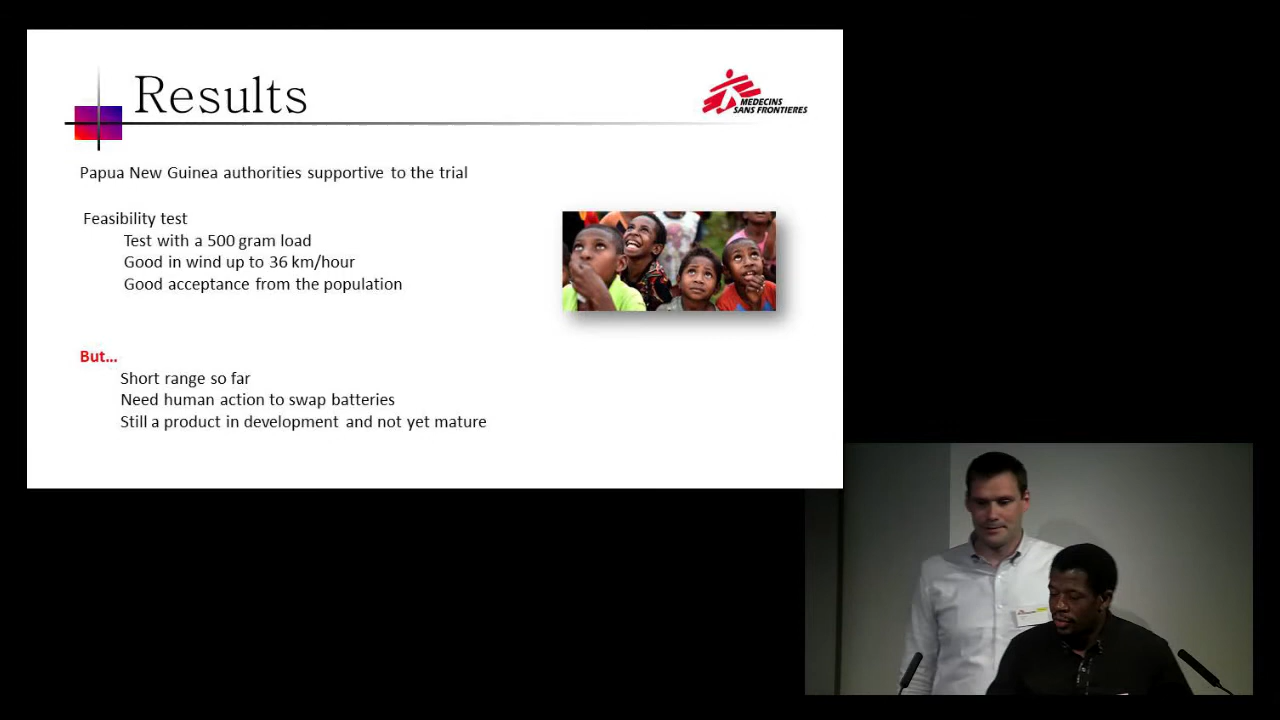 Results
MEDECINS
SANS FRONTIERES
Papua New Guinea authorities supportive to the trial
Feasibility test
Test with a 500 gram load
Good in wind up to 36 km/hour
Good acceptance from the population
But...
Short range so far
Need human action to swap batteries
Still a product in development and not yet mature